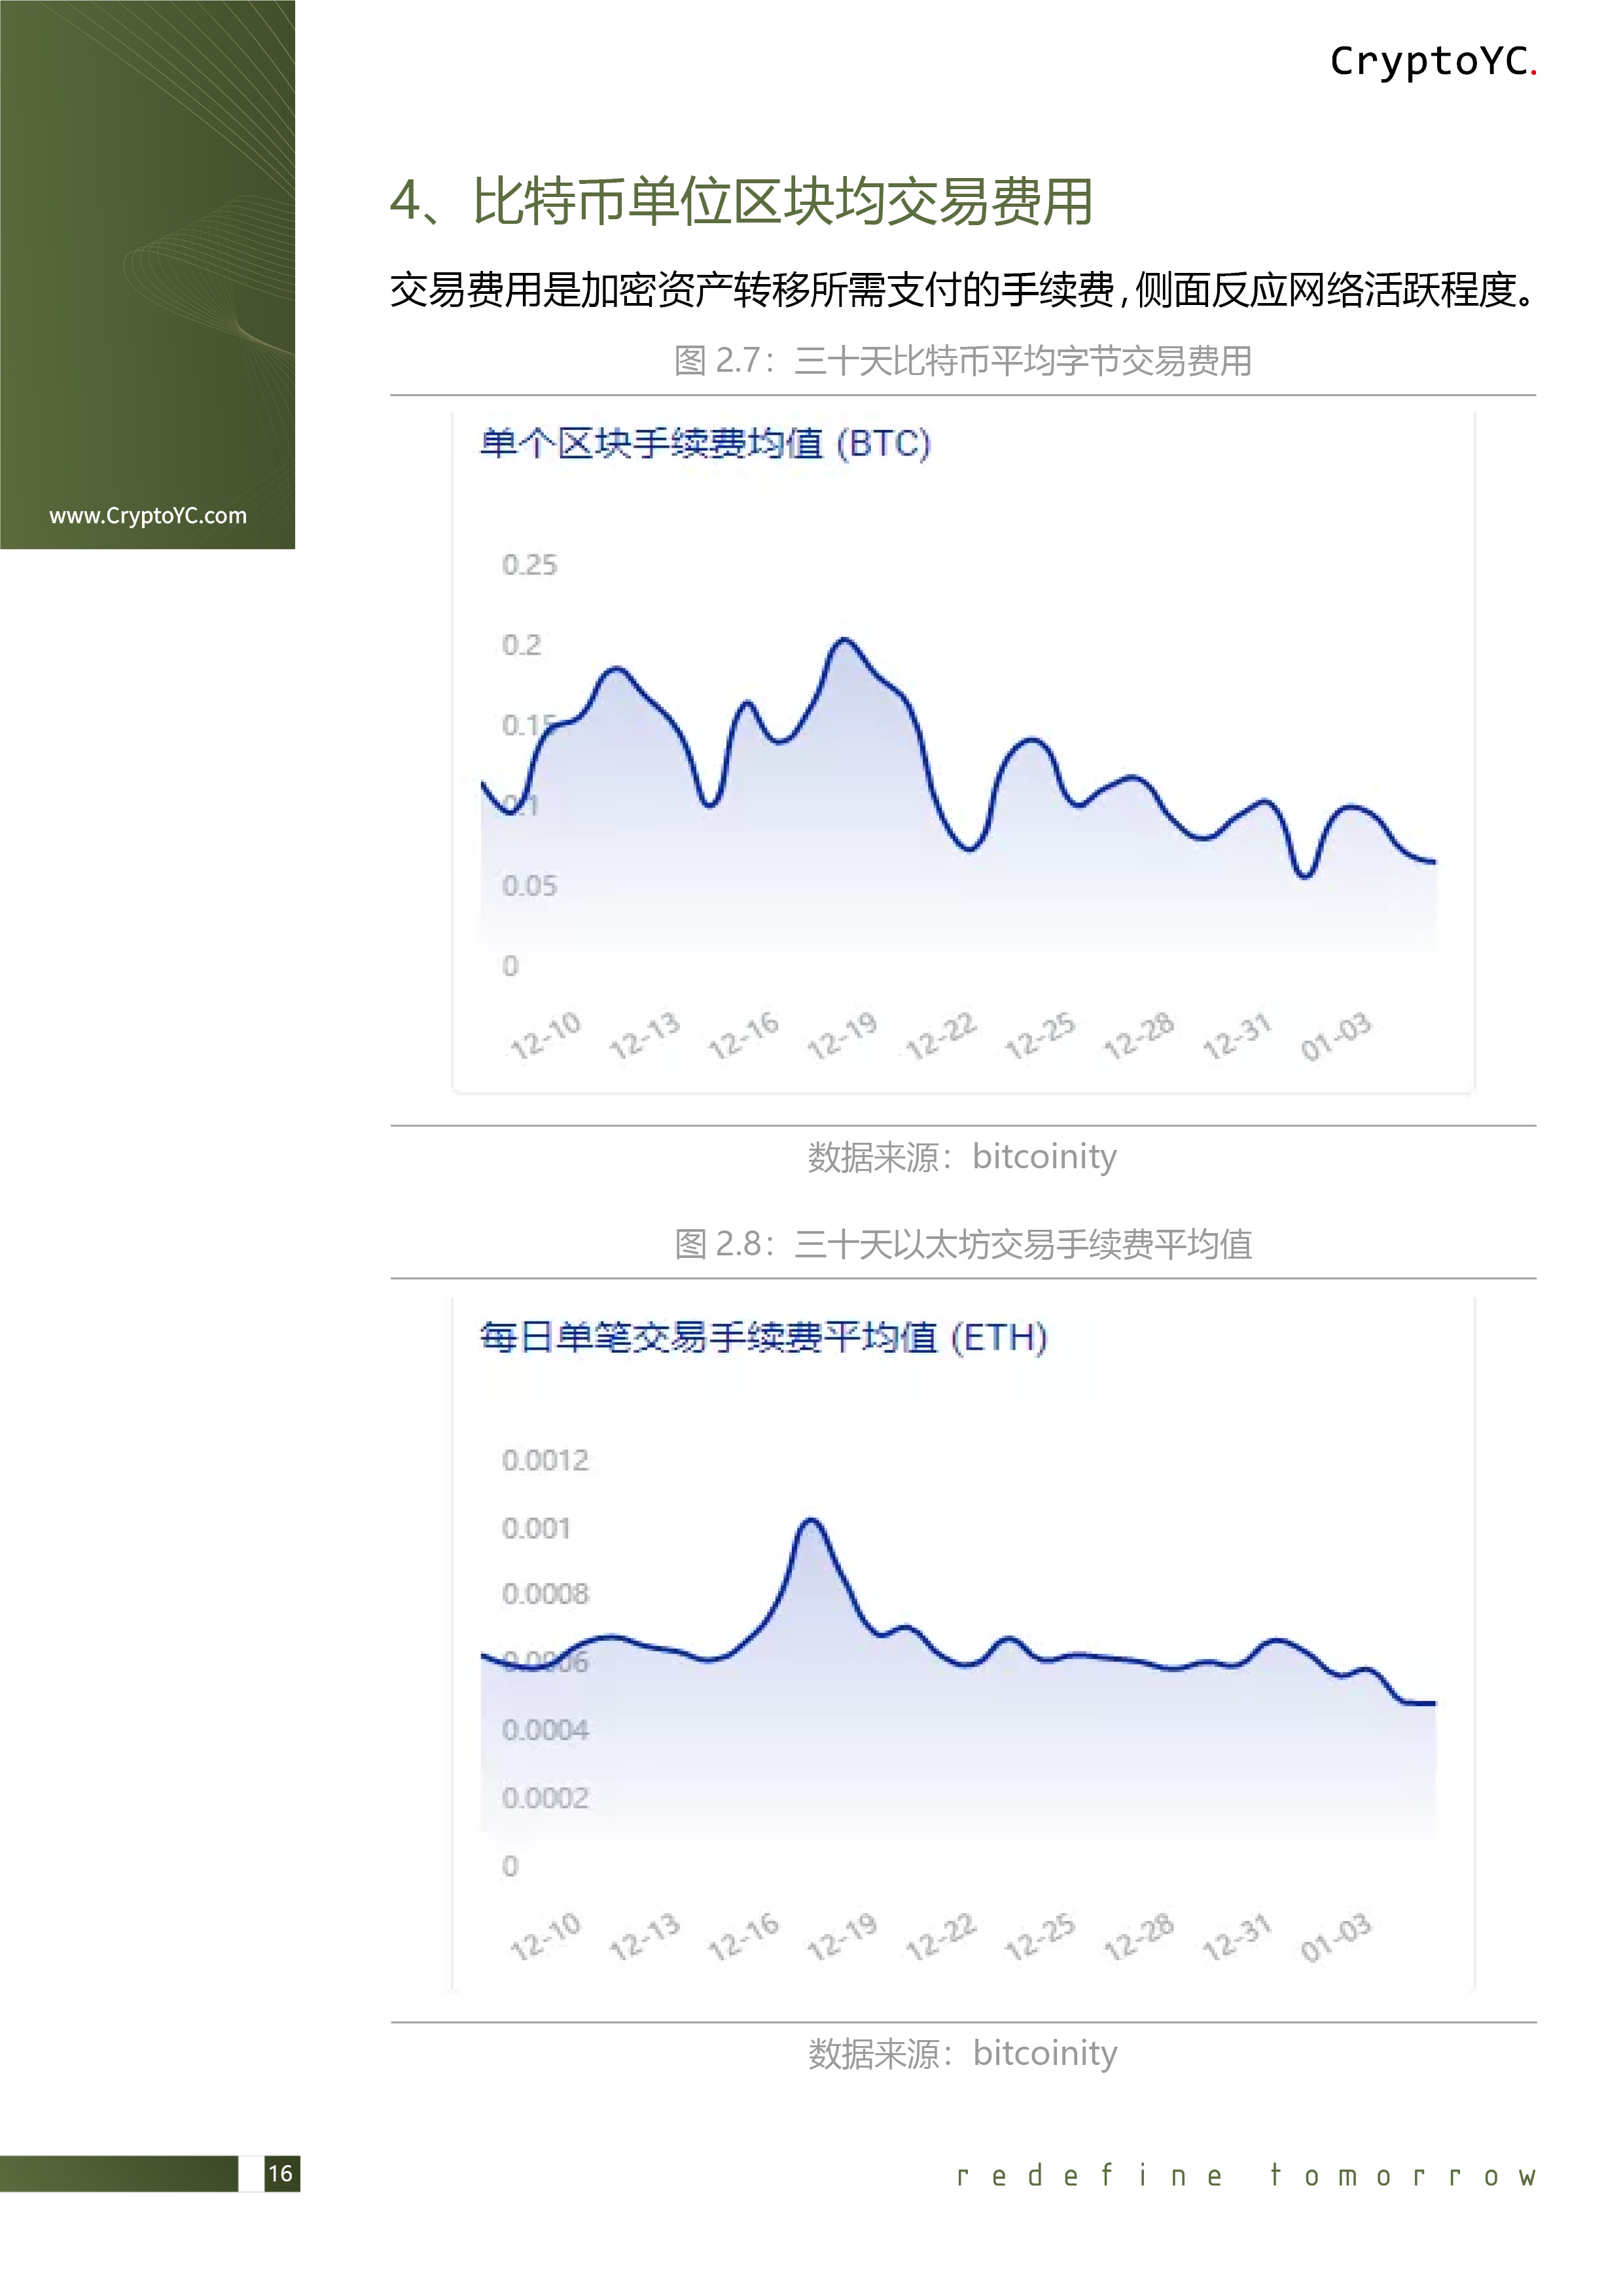 CryptoYC.
www.CryptoYC.com
4、比特币单位区块均交易费用
交易费用是加密资产转移所需支付的手续费，侧面反应网络活跃程度。
图 2.7：三十天比特币平均字节交易费用
单个区块手续费均值 (BTC)
0.25
0.2
0.15
0.1
0.05
0
12-10 12-13 12-16 12-19 12-22 12-25 12-28 12-31 01-03
数据来源：bitcoinity
图 2.8：三十天以太坊交易手续费平均值
每日单笔交易手续费平均值 (ETH)
0.0012
0.001
0.0008
0.0006
0.0004
0.0002
0
12-10 12-13 12-16 12-19 12-22 12-25 12-28 12-31 01-03
数据来源：bitcoinity
16
redefine tomorrow